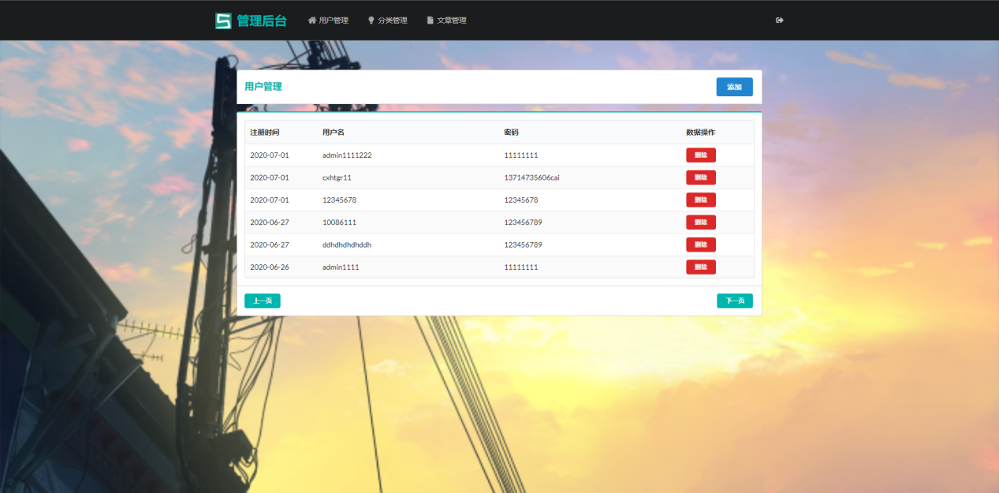 管理后台 用户管理 分类管理 文章管理
用户管理 添加
注册时间 用户名 密码 数据操作
2020-07-01 admin1111222 11111111 删除
2020-07-01 cxhtgr11 13714735606cai 删除
2020-07-01 12345678 12345678 删除
2020-06-27 10086111 123456789 删除
2020-06-27 ddhdhdhdhddh 123456789 删除
2020-06-26 admin1111 11111111 删除
上一页 下一页